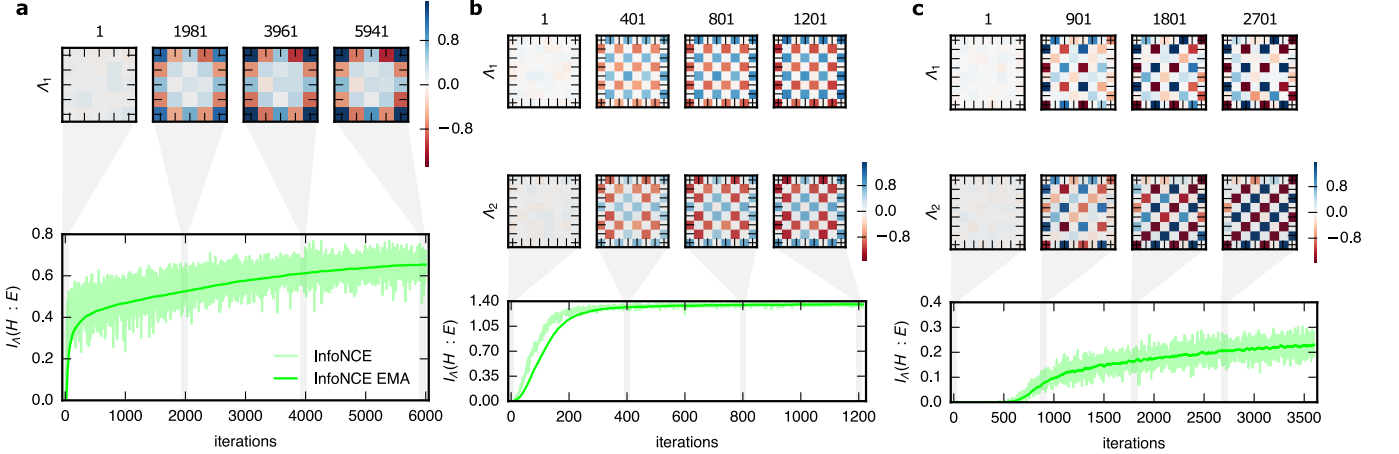 a
1 1981 3961 5941
Λ1
0.8
0.0
−0.8
0.8
0.6
0.4
0.2
0.0
I_Λ(H : E)
InfoNCE
InfoNCE EMA
0 1000 2000 3000 4000 5000 6000
iterations
b
1 401 801 1201
Λ1
Λ2
0.8
0.0
−0.8
1.40
1.05
0.70
0.35
0.00
I_Λ(H : E)
0 200 400 600 800 1000 1200
iterations
c
1 901 1801 2701
Λ1
Λ2
0.8
0.0
−0.8
0.4
0.3
0.2
0.1
0.0
I_Λ(H : E)
0 500 1000 1500 2000 2500 3000 3500
iterations